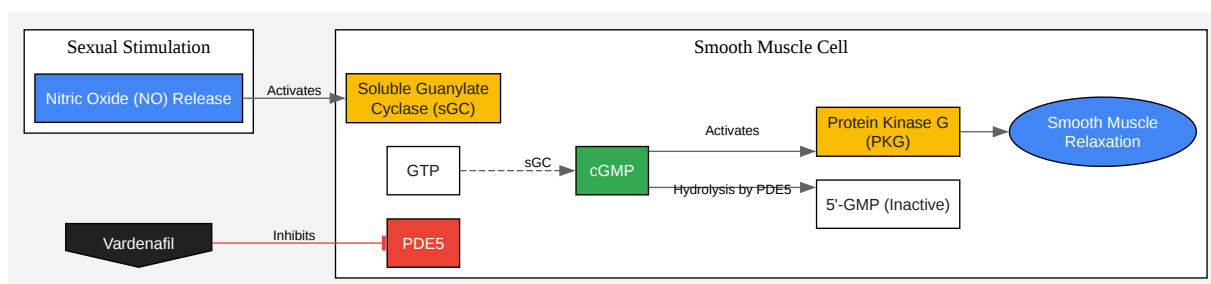 Sexual Stimulation
Nitric Oxide (NO) Release
Activates
Smooth Muscle Cell
Soluble Guanylate
Cyclase (sGC)
GTP
sGC
cGMP
Activates
Protein Kinase G
(PKG)
Smooth Muscle
Relaxation
Hydrolysis by PDE5
5'-GMP (Inactive)
Vardenafil
Inhibits
PDE5